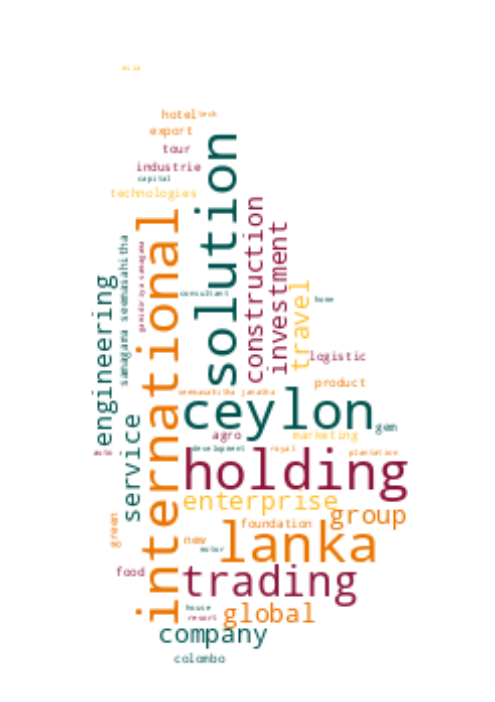 asia
hotel
tech
export
tour
industrie
capital
technologies
solution
international
construction
investment
travel
engineering
samagama seemasahita
gamidiriya samagama
consultant
home
logistic
product
seemasahitha janatha
ceylon
gem
agro
marketing
auto
development
royal
plantation
service
holding
enterprise
group
green
foundation
lanka
new
motor
food
trading
house
resort
global
company
colombo